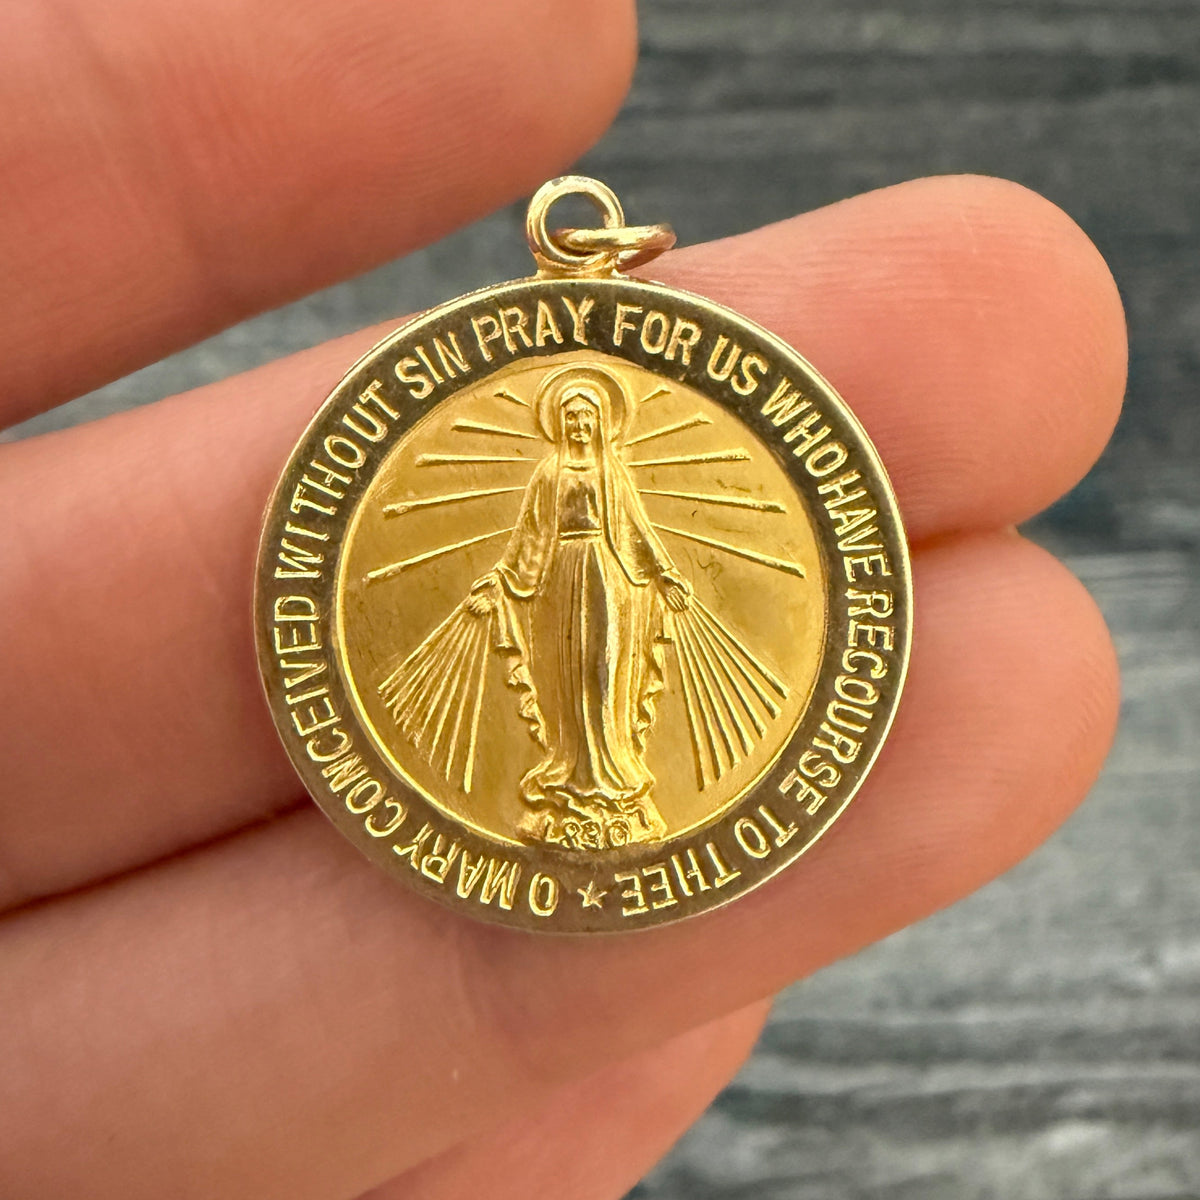 O MARY CONCEIVED WITHOUT SIN PRAY FOR US WHO HAVE RECOURSE TO THEE
1830